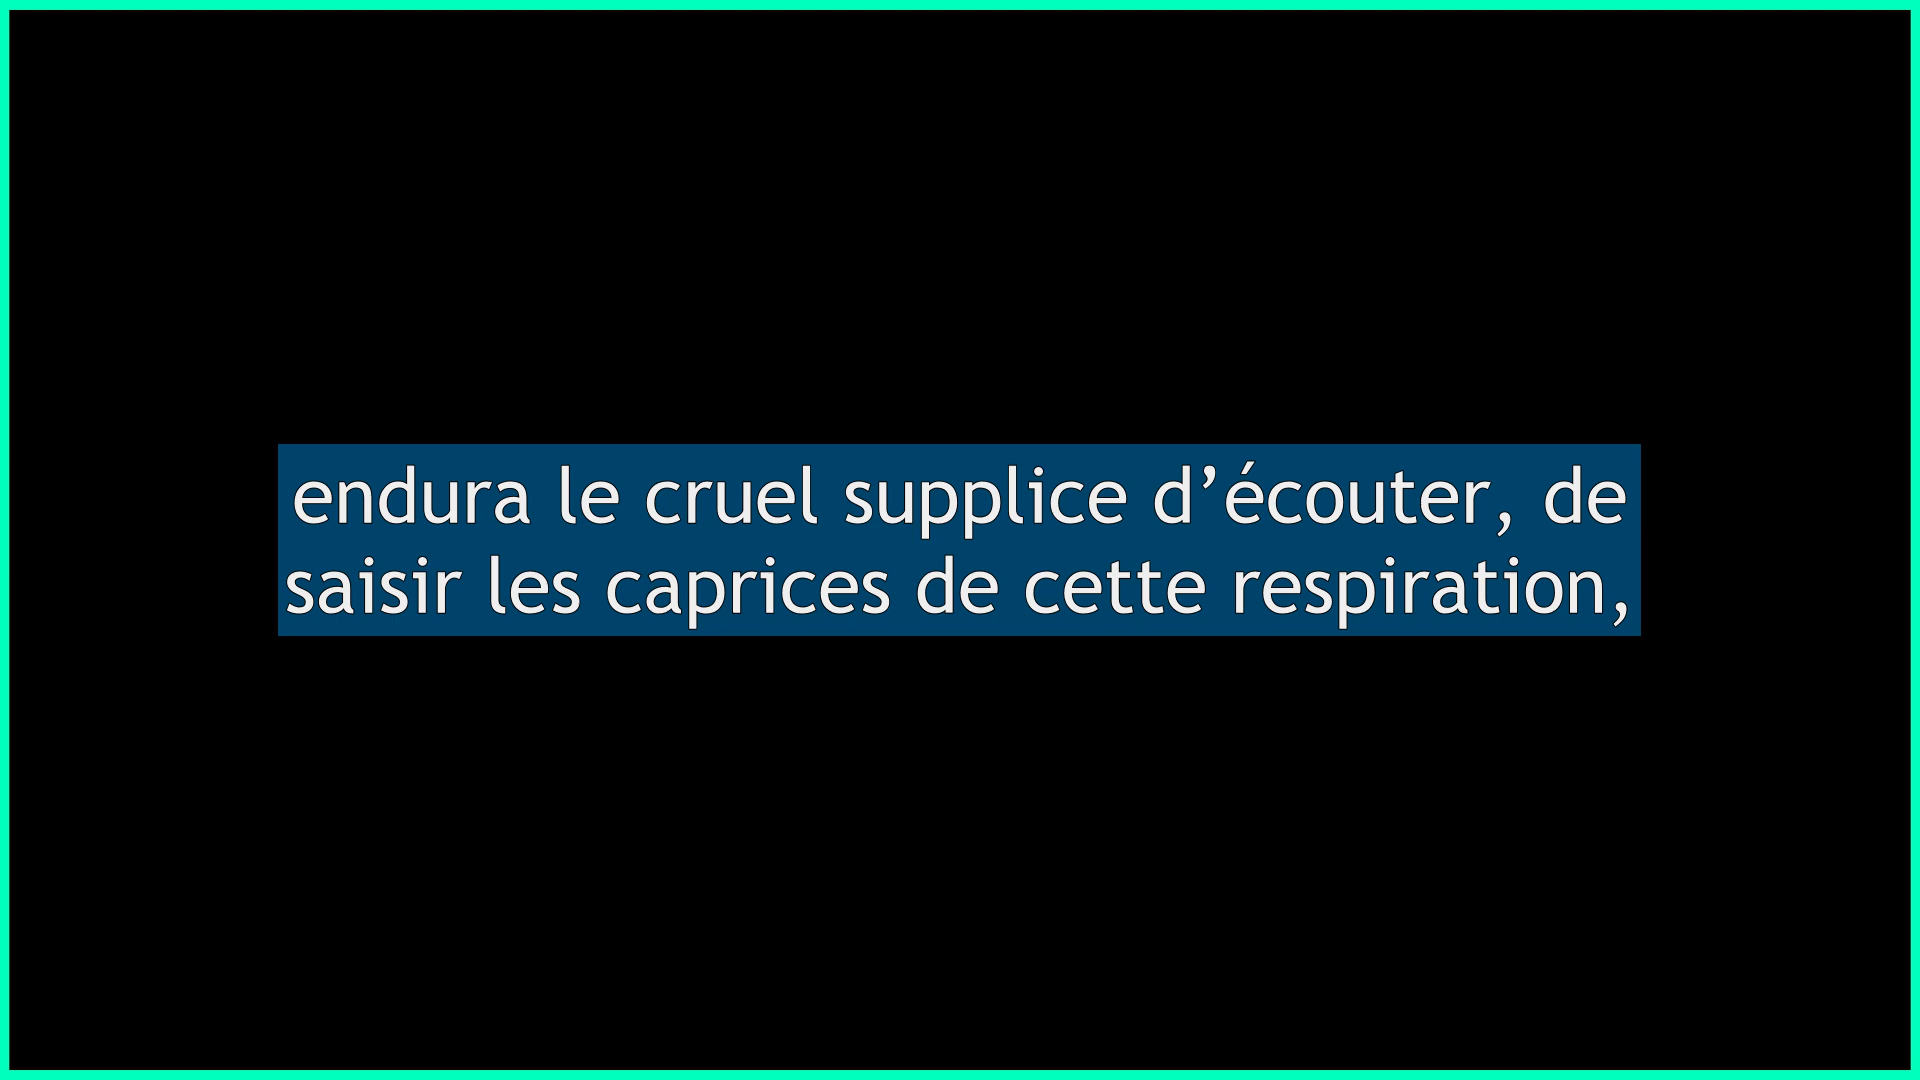 endura le cruel supplice d’écouter, de
saisir les caprices de cette respiration,